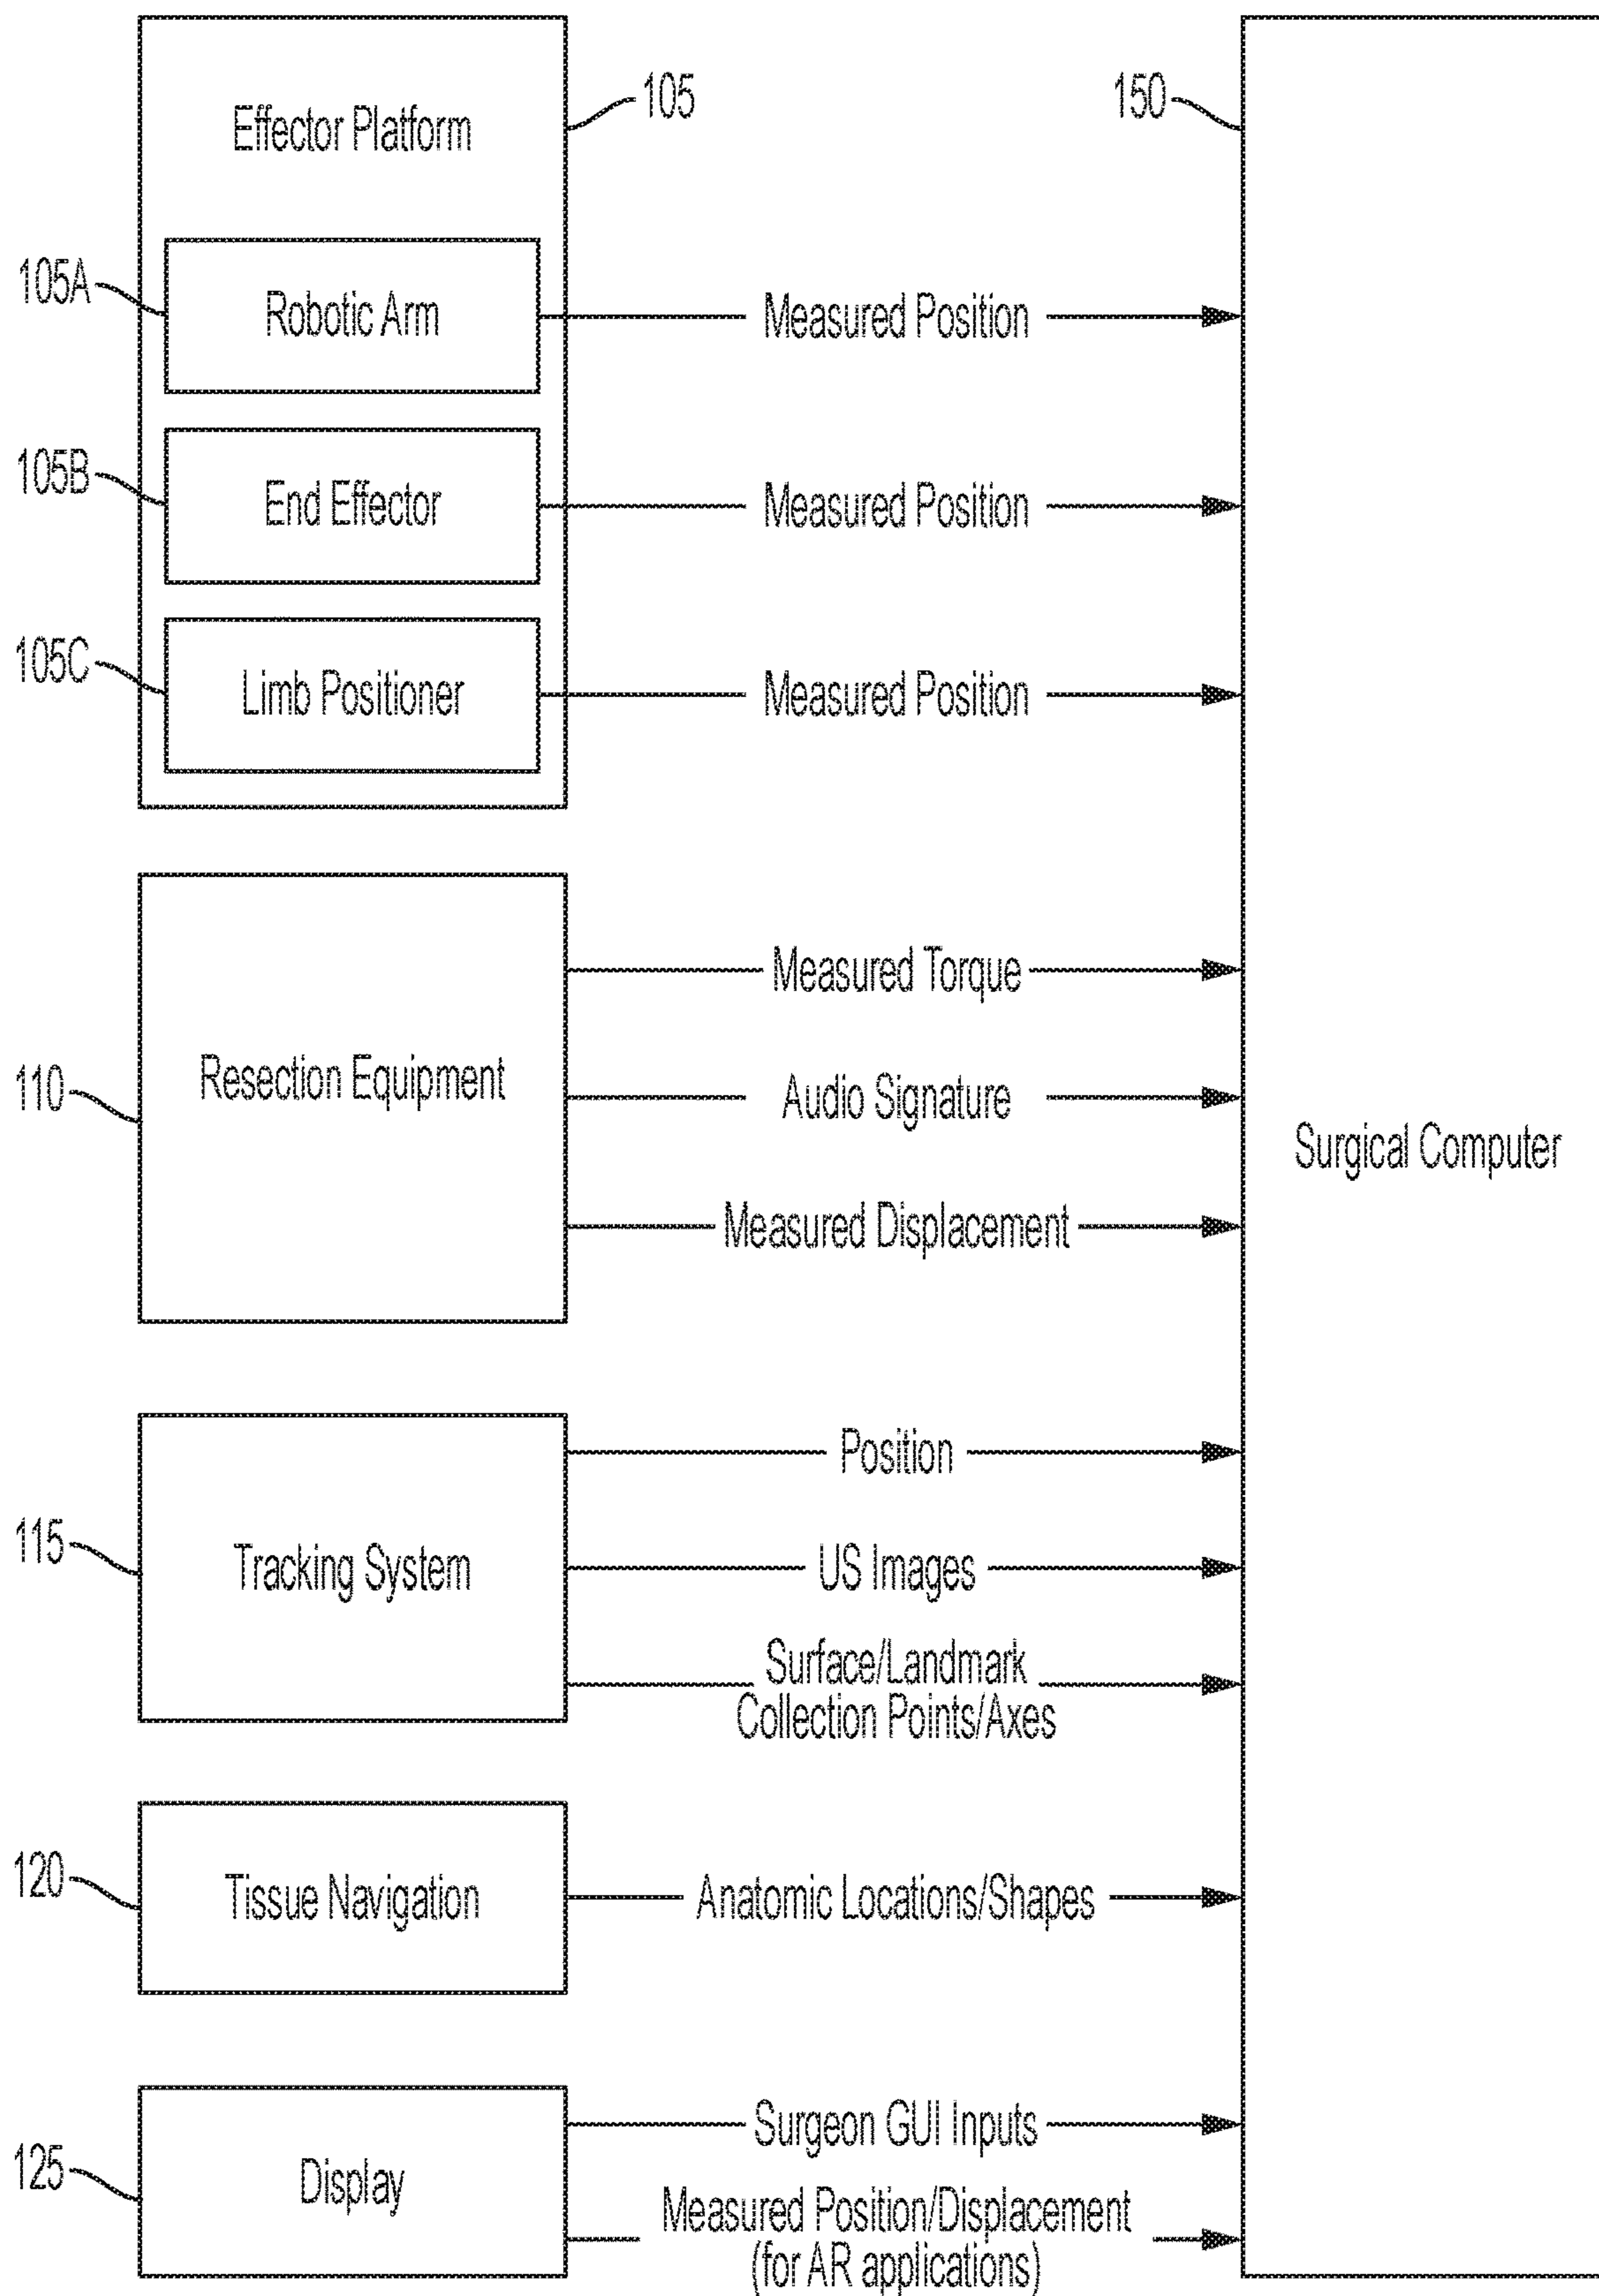 Effector Platform
105
150
105A
Robotic Arm
Measured Position
105B
End Effector
Measured Position
105C
Limb Positioner
Measured Position
Measured Torque
110
Resection Equipment
Audio Signature
Surgical Computer
Measured Displacement
Position
115
Tracking System
US Images
Surface/Landmark
Collection Points/Axes
120
Tissue Navigation
Anatomic Locations/Shapes
Surgeon GUI Inputs
125
Display
Measured Position/Displacement
(for AR applications)